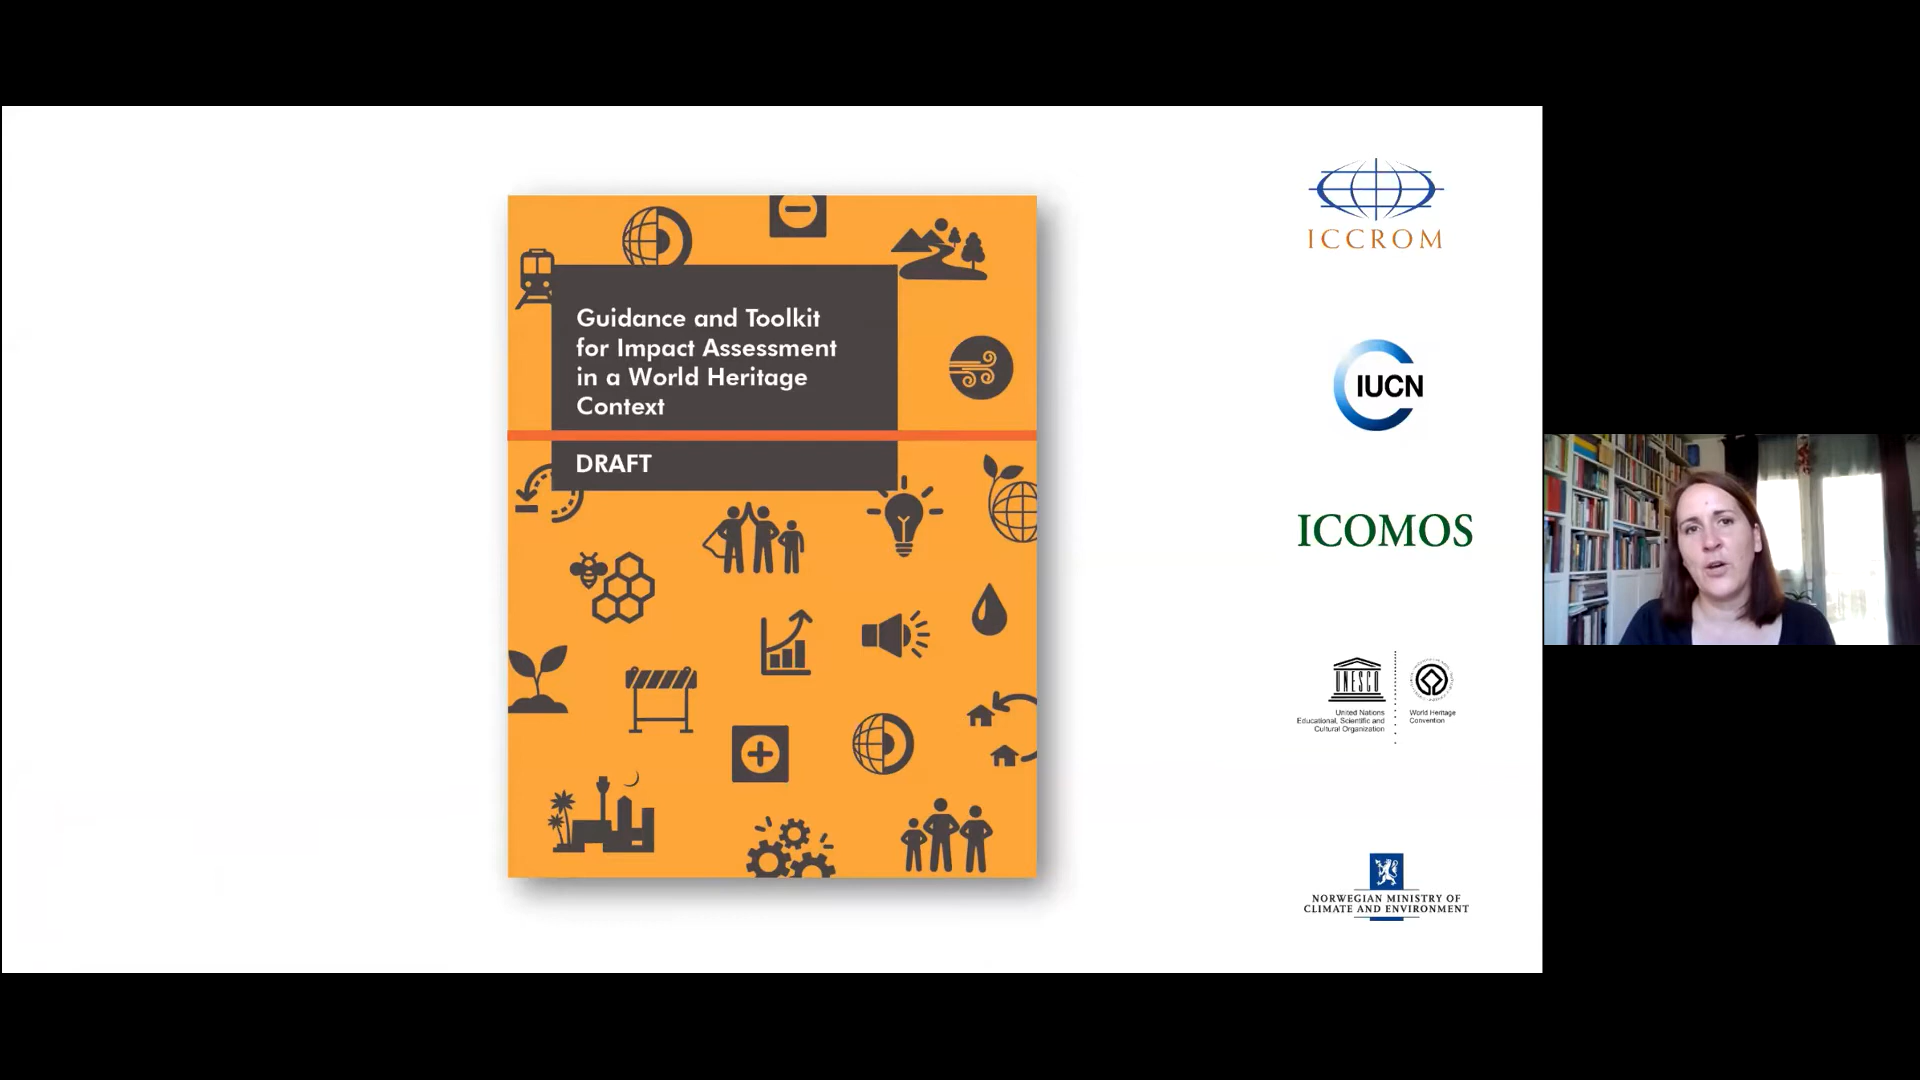 Guidance and Toolkit
for Impact Assessment
in a World Heritage
Context
DRAFT
ICCROM
IUCN
ICOMOS
UNESCO
United Nations
Educational, Scientific and
Cultural Organization
World Heritage
Convention
NORWEGIAN MINISTRY OF
CLIMATE AND ENVIRONMENT